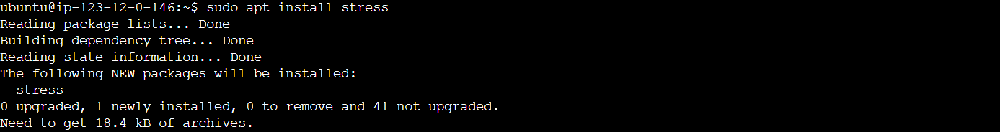 ubuntu@ip-123-12-0-146:~$ sudo apt install stress
Reading package lists... Done
Building dependency tree... Done
Reading state information... Done
The following NEW packages will be installed:
  stress
0 upgraded, 1 newly installed, 0 to remove and 41 not upgraded.
Need to get 18.4 kB of archives.